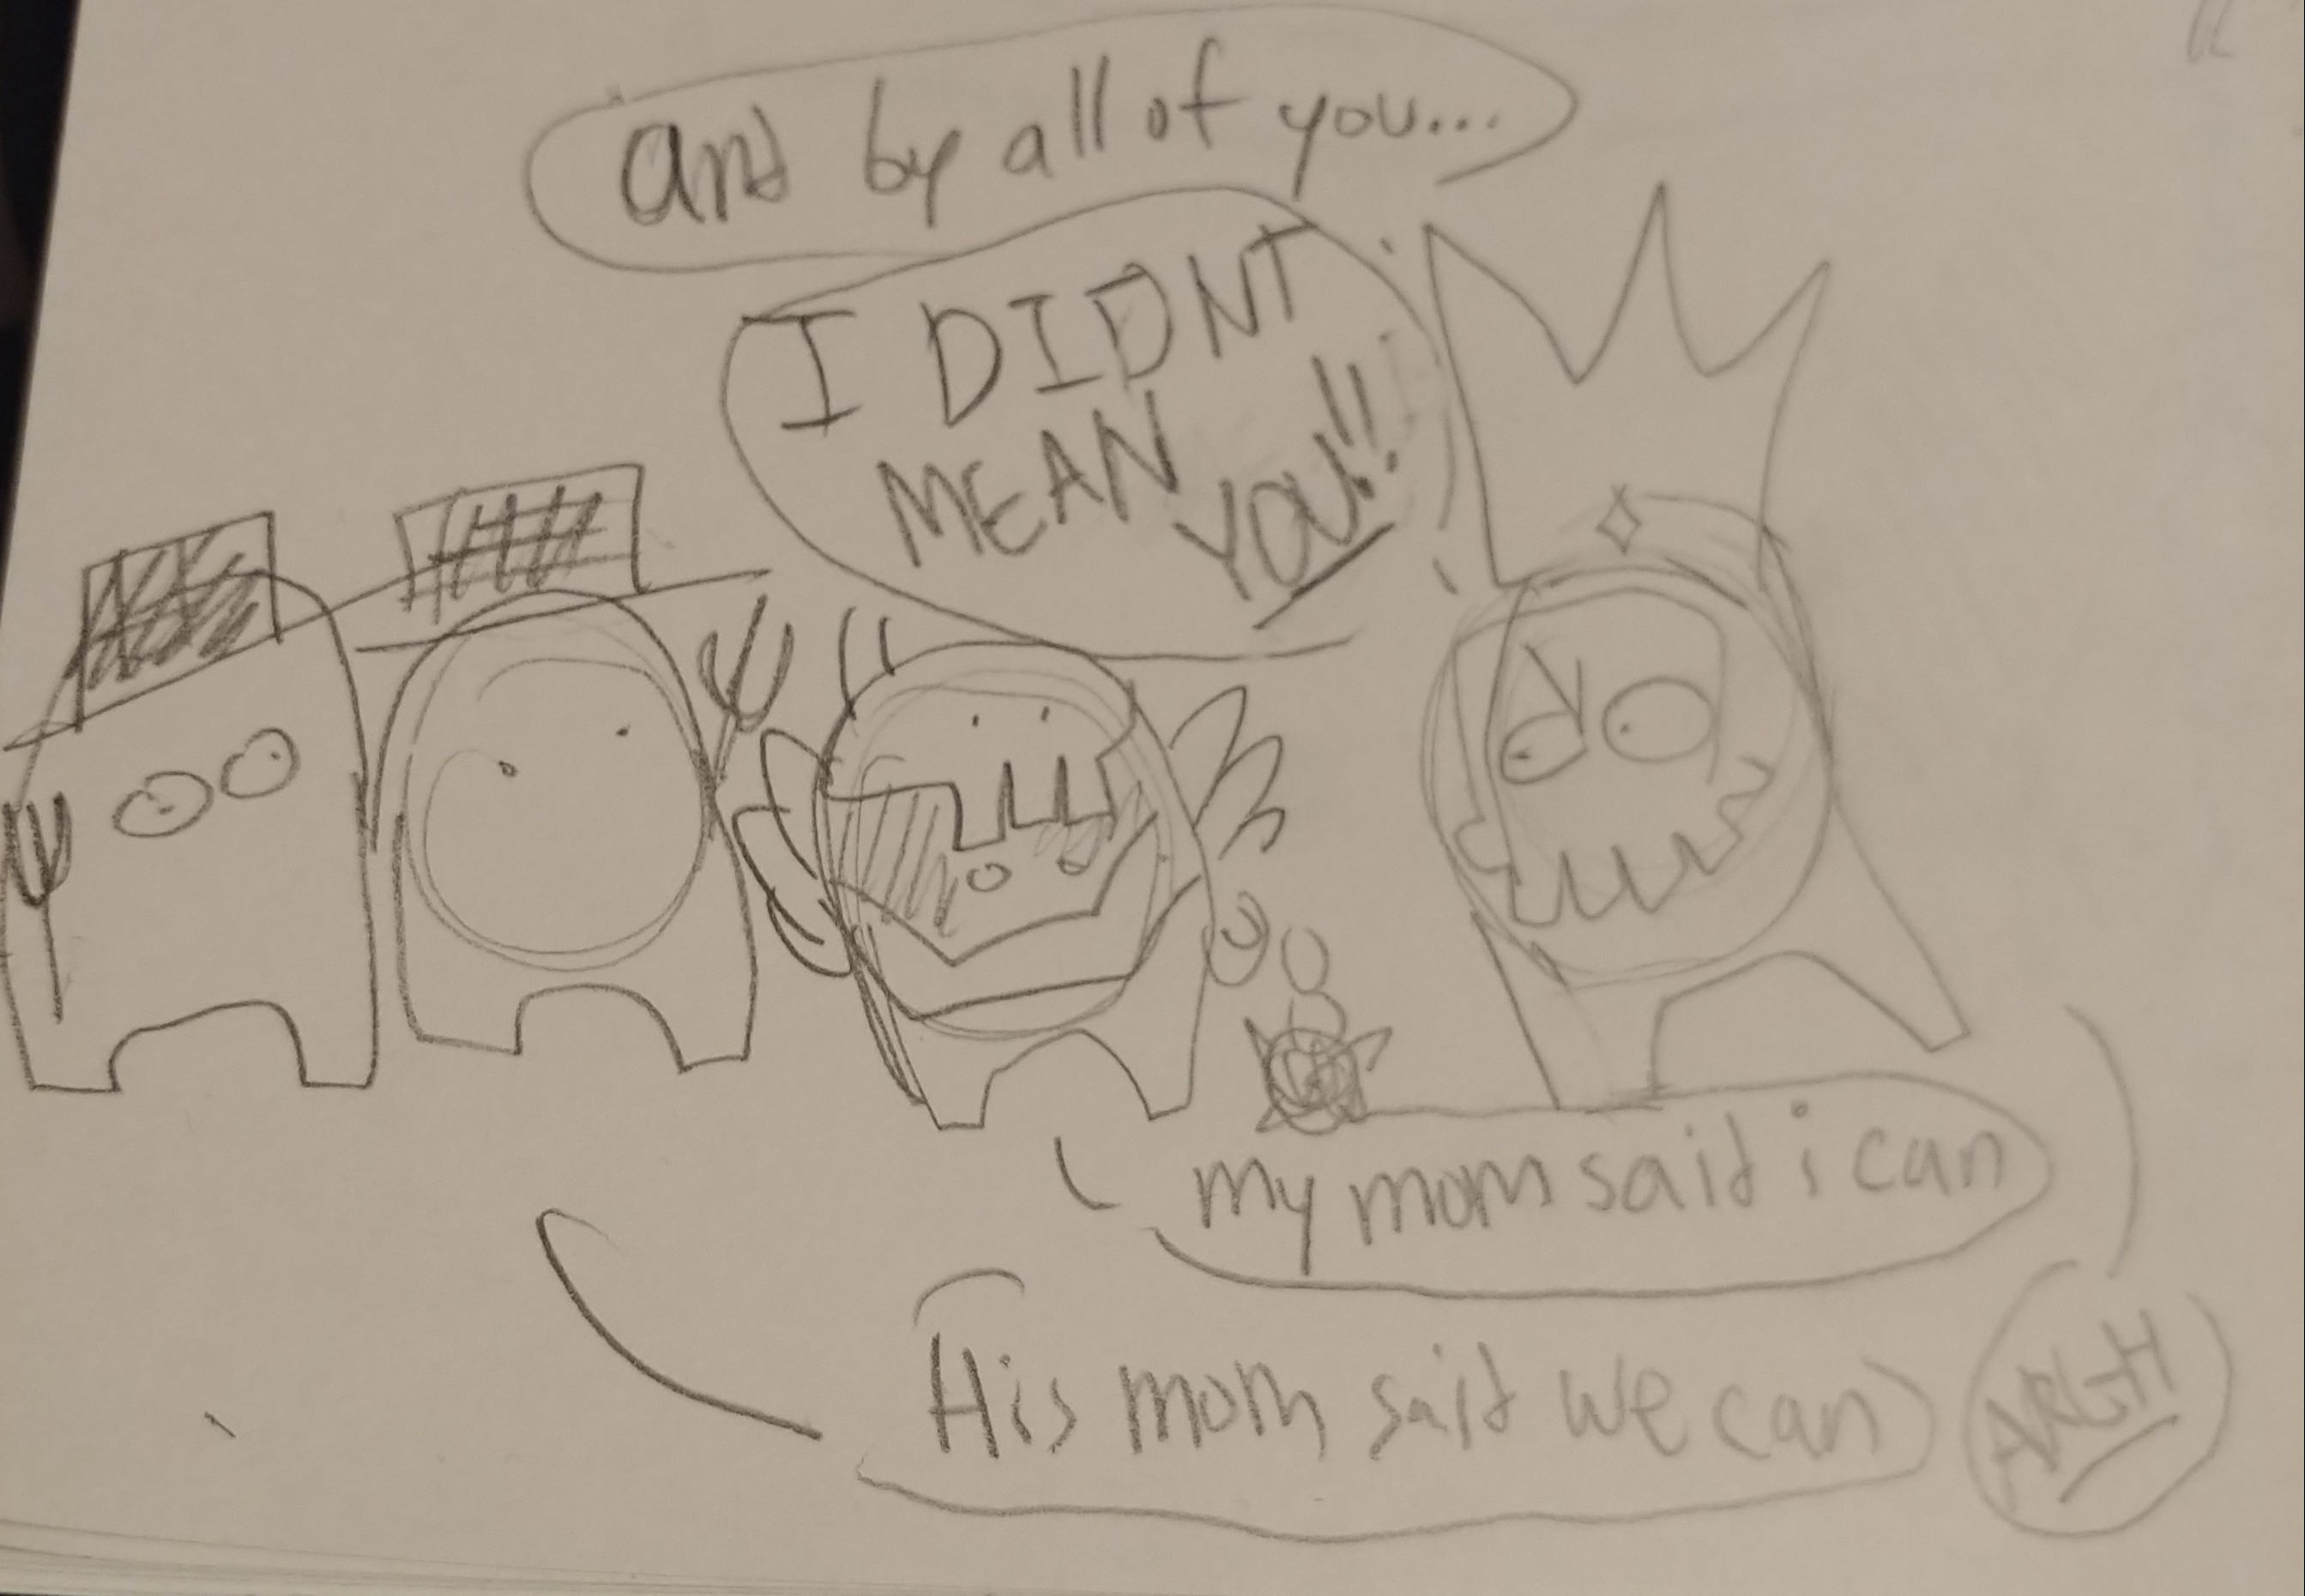 and by all of you...
I DIDNT
MEAN
YOU!!
my mom said i can
His mom said we can
ARGH